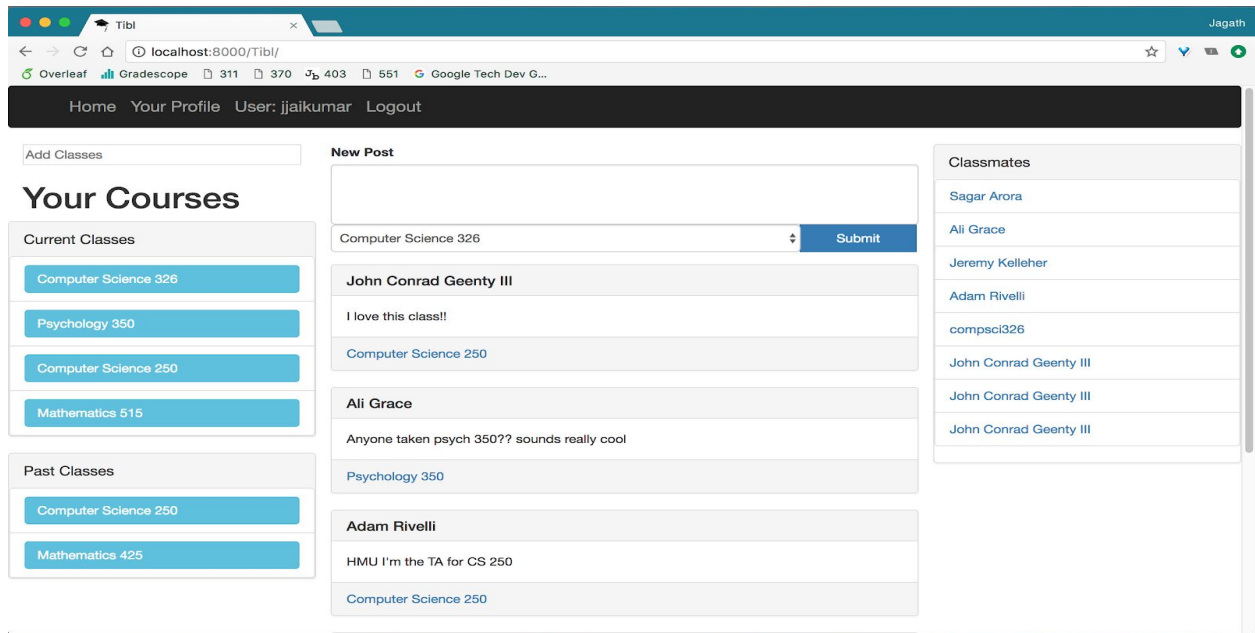 Tibl
Jagath
localhost:8000/Tibl/
Overleaf Gradescope 311 370 Jb 403 551 G Google Tech Dev G...
Home Your Profile User: jjaikumar Logout
Add Classes
Your Courses
Current Classes
Computer Science 326
Psychology 350
Computer Science 250
Mathematics 515
Past Classes
Computer Science 250
Mathematics 425
New Post
Computer Science 326
Submit
John Conrad Geenty III
I love this class!!
Computer Science 250
Ali Grace
Anyone taken psych 350?? sounds really cool
Psychology 350
Adam Rivelli
HMU I'm the TA for CS 250
Computer Science 250
Classmates
Sagar Arora
Ali Grace
Jeremy Kelleher
Adam Rivelli
compsci326
John Conrad Geenty III
John Conrad Geenty III
John Conrad Geenty III